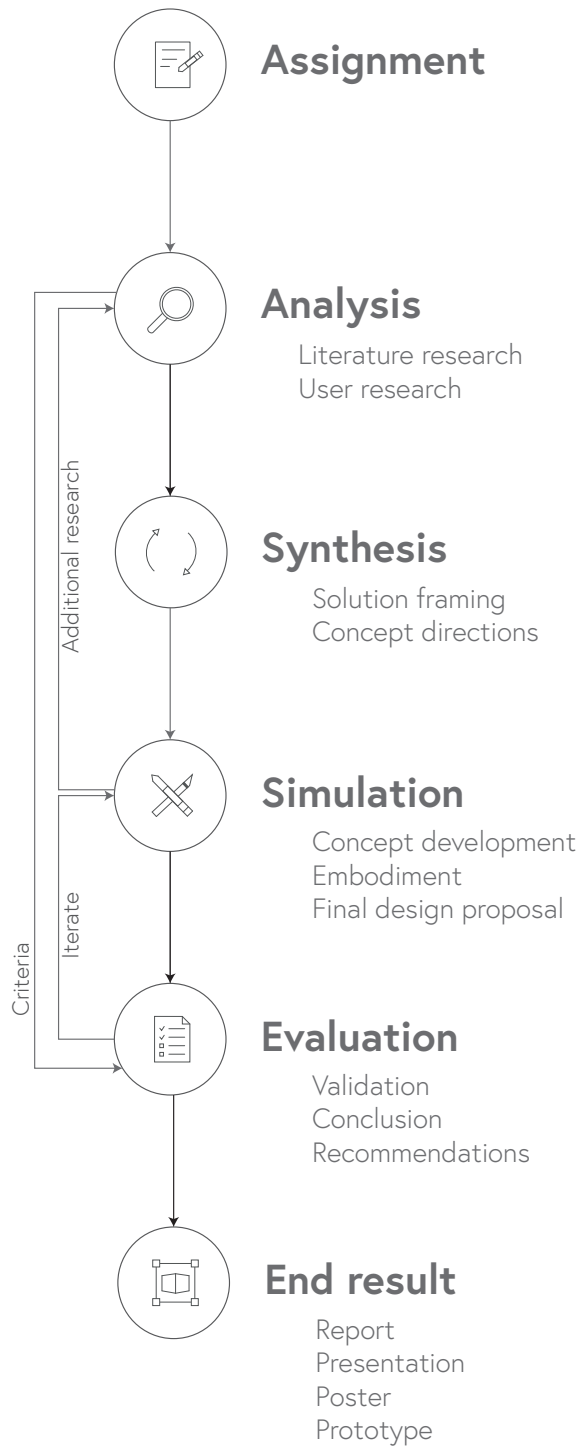 Assignment
Analysis
Literature research
User research
Additional research
Synthesis
Solution framing
Concept directions
Simulation
Concept development
Embodiment
Final design proposal
Iterate
Criteria
Evaluation
Validation
Conclusion
Recommendations
End result
Report
Presentation
Poster
Prototype